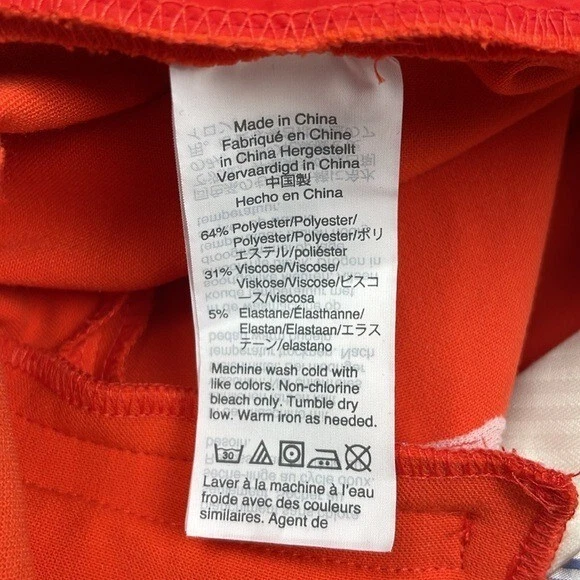 Made in China
Fabriqué en Chine
in China Hergestellt
Vervaardigd in China
中国製
Hecho en China
64% Polyester/Polyester/
Polyester/Polyester/ポリ
エステル/poliéster
31% Viscose/Viscose/
Viskose/Viscose/ビスコ
ース/viscosa
5% Elastane/Élasthanne/
Elastan/Elastaan/エラス
テーン/elastano
Machine wash cold with
like colors. Non-chlorine
bleach only. Tumble dry
low. Warm iron as needed.
30
Laver à la machine à l'eau
froide avec des couleurs
similaires. Agent de